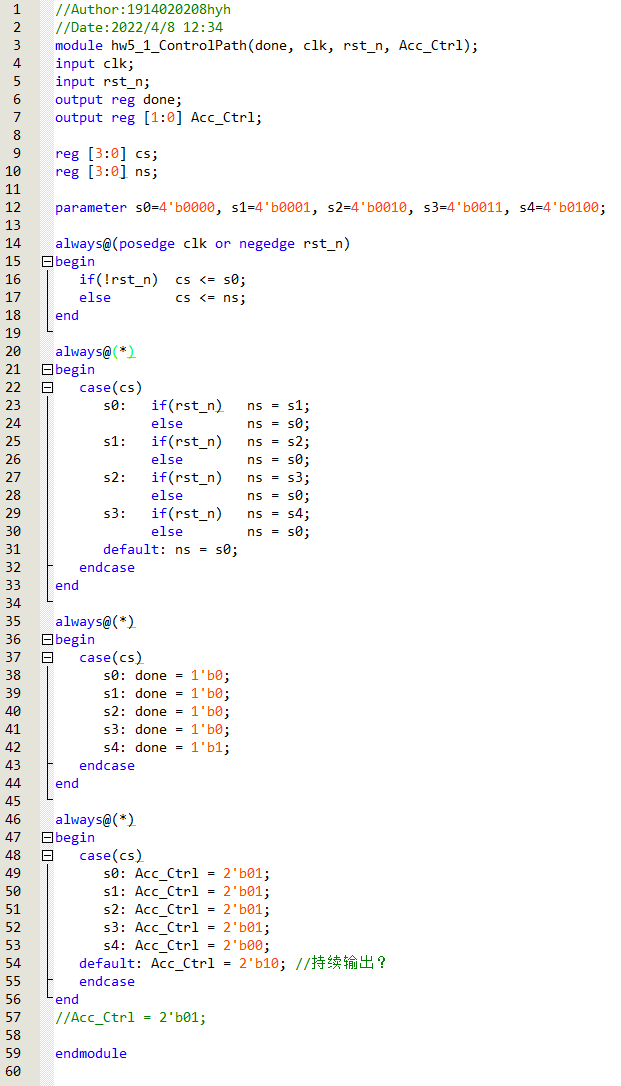 1 //Author:1914020208hyh
2 //Date:2022/4/8 12:34
3 module hw5_1_ControlPath(done, clk, rst_n, Acc_Ctrl);
4 input clk;
5 input rst_n;
6 output reg done;
7 output reg [1:0] Acc_Ctrl;
8
9 reg [3:0] cs;
10 reg [3:0] ns;
11
12 parameter s0=4'b0000, s1=4'b0001, s2=4'b0010, s3=4'b0011, s4=4'b0100;
13
14 always@(posedge clk or negedge rst_n)
15 begin
16 if(!rst_n) cs <= s0;
17 else cs <= ns;
18 end
19
20 always@(*)
21 begin
22 case(cs)
23 s0: if(rst_n) ns = s1;
24 else ns = s0;
25 s1: if(rst_n) ns = s2;
26 else ns = s0;
27 s2: if(rst_n) ns = s3;
28 else ns = s0;
29 s3: if(rst_n) ns = s4;
30 else ns = s0;
31 default: ns = s0;
32 endcase
33 end
34
35 always@(*)
36 begin
37 case(cs)
38 s0: done = 1'b0;
39 s1: done = 1'b0;
40 s2: done = 1'b0;
41 s3: done = 1'b0;
42 s4: done = 1'b1;
43 endcase
44 end
45
46 always@(*)
47 begin
48 case(cs)
49 s0: Acc_Ctrl = 2'b01;
50 s1: Acc_Ctrl = 2'b01;
51 s2: Acc_Ctrl = 2'b01;
52 s3: Acc_Ctrl = 2'b01;
53 s4: Acc_Ctrl = 2'b00;
54 default: Acc_Ctrl = 2'b10; //持续输出？
55 endcase
56 end
57 //Acc_Ctrl = 2'b01;
58
59 endmodule
60